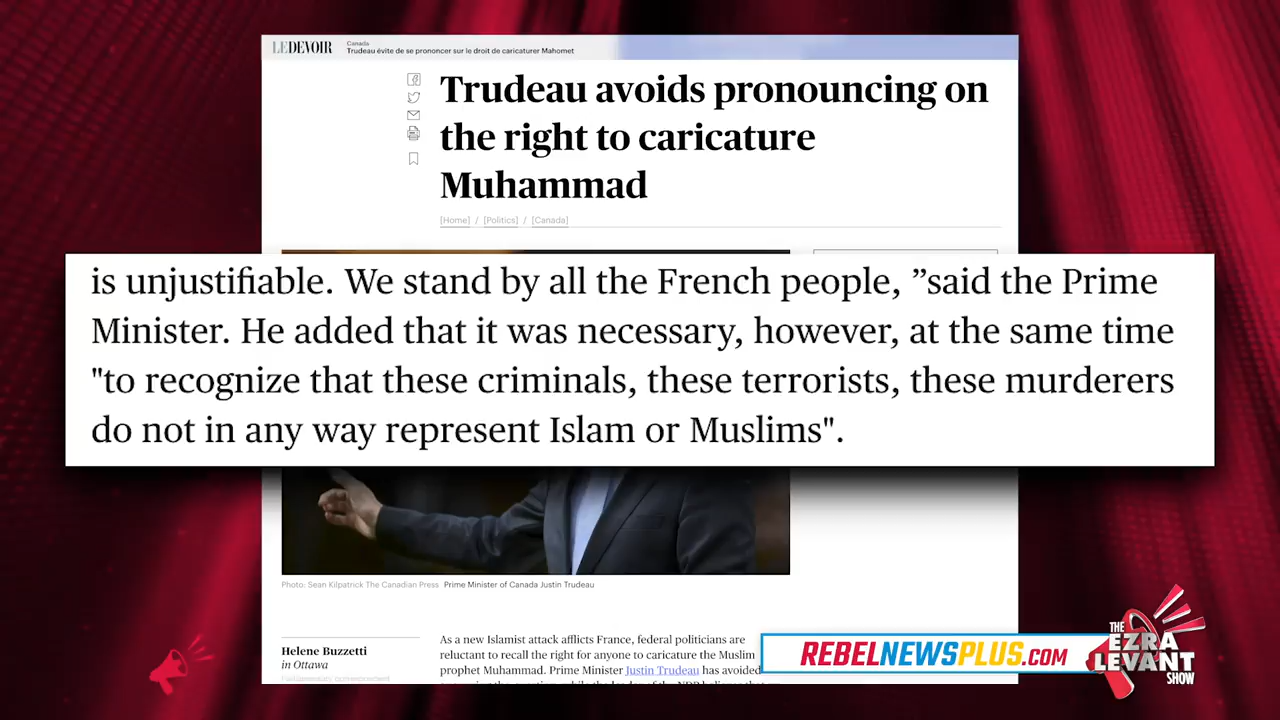 LE DEVOIR
Canada
Trudeau évite de se prononcer sur le droit de caricaturer Mahomet
Trudeau avoids pronouncing on
the right to caricature
Muhammad
[Home] / [Politics] / [Canada]
is unjustifiable. We stand by all the French people, ”said the Prime
Minister. He added that it was necessary, however, at the same time
"to recognize that these criminals, these terrorists, these murderers
do not in any way represent Islam or Muslims".
Photo: Sean Kilpatrick The Canadian Press Prime Minister of Canada Justin Trudeau
Helene Buzzetti
in Ottawa
As a new Islamist attack afflicts France, federal politicians are
reluctant to recall the right for anyone to caricature the Muslim
prophet Muhammad. Prime Minister Justin Trudeau has avoided
REBELNEWSPLUS.COM
THE
EZRA
LEVANT
SHOW